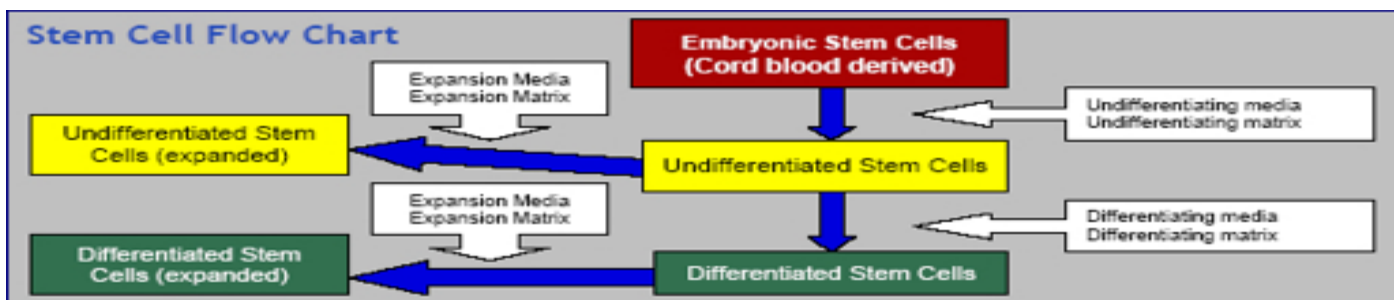 Stem Cell Flow Chart
Embryonic Stem Cells
(Cord blood derived)
Expansion Media
Expansion Matrix
Undifferentiating media
Undifferentiating matrix
Undifferentiated Stem
Cells (expanded)
Undifferentiated Stem Cells
Expansion Media
Expansion Matrix
Differentiating media
Differentiating matrix
Differentiated Stem
Cells (expanded)
Differentiated Stem Cells